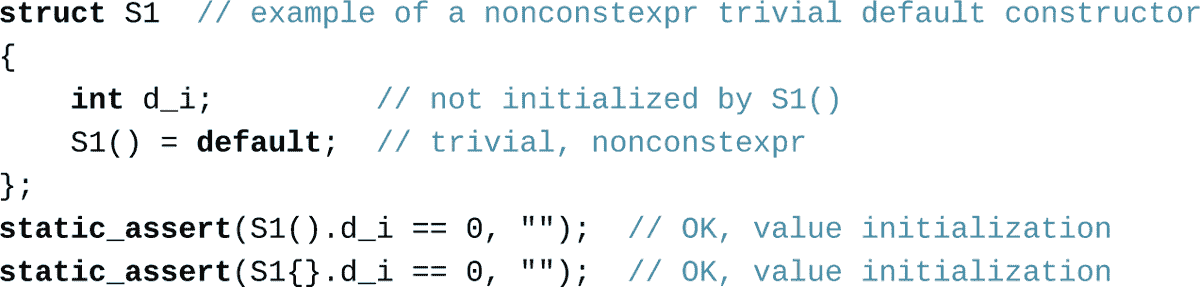 struct S1  // example of a nonconstexpr trivial default constructor
{
    int d_i;         // not initialized by S1()
    S1() = default;  // trivial, nonconstexpr
};
static_assert(S1().d_i == 0, "");  // OK, value initialization
static_assert(S1{}.d_i == 0, "");  // OK, value initialization